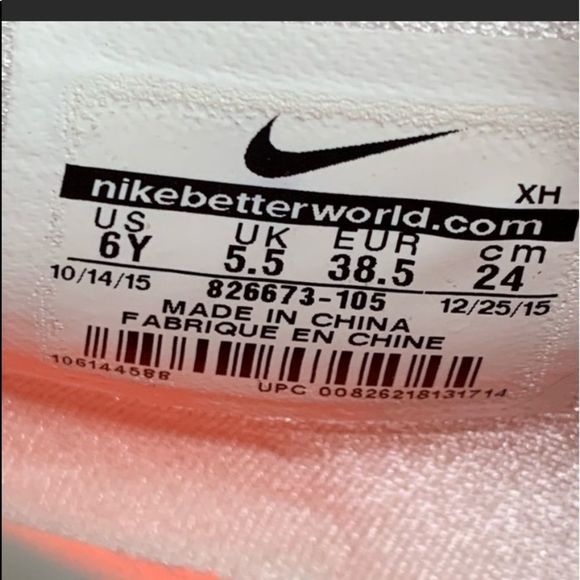 XH
nikebetterworld.com
US UK EUR cm
6Y 5.5 38.5 24
10/14/15 826673-105 12/25/15
MADE IN CHINA
FABRIQUE EN CHINE
106144588
UPC 00826218131714